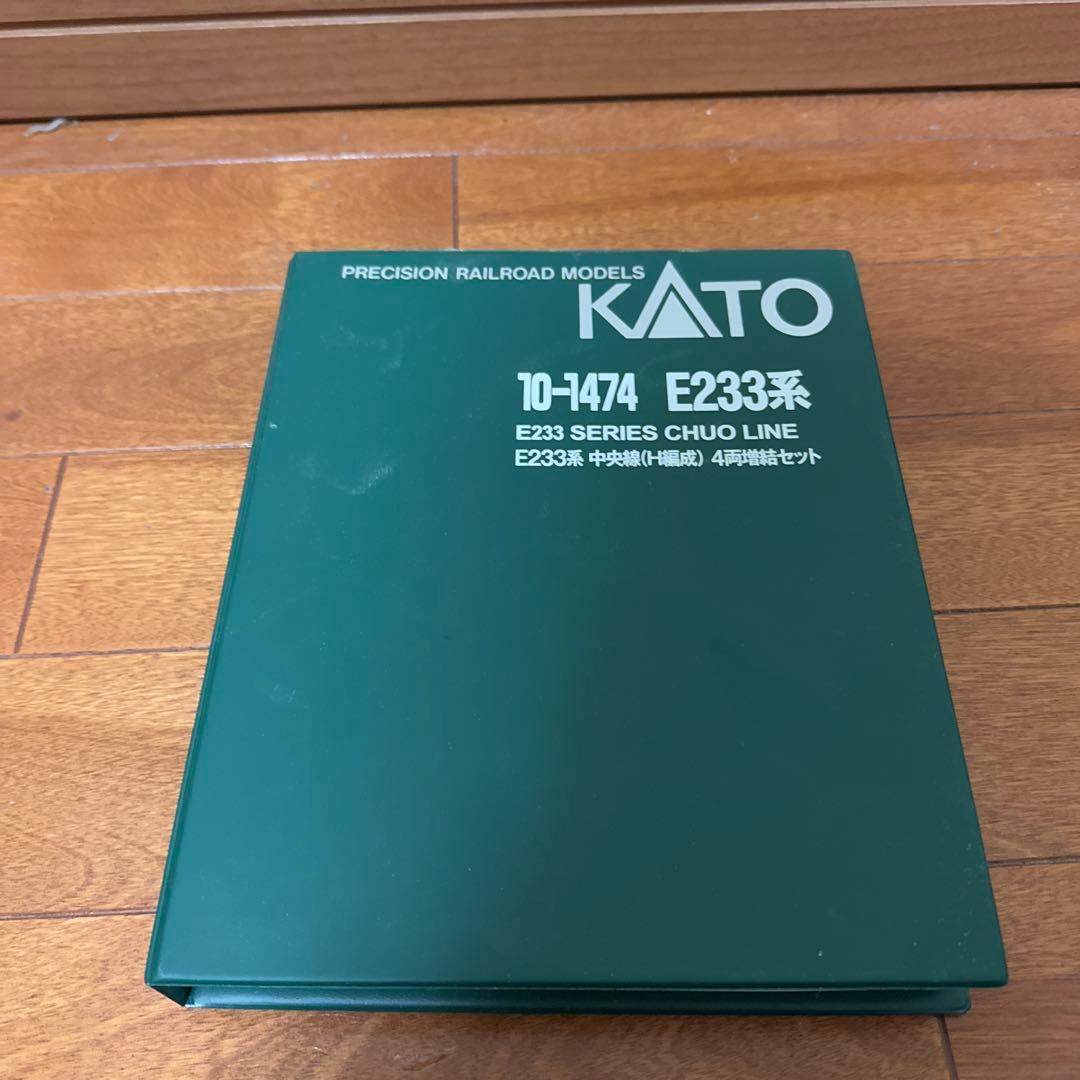 PRECISION RAILROAD MODELS
KATO
10-1474 E233系
E233 SERIES CHUO LINE
E233系 中央線(H編成) 4両増結セット